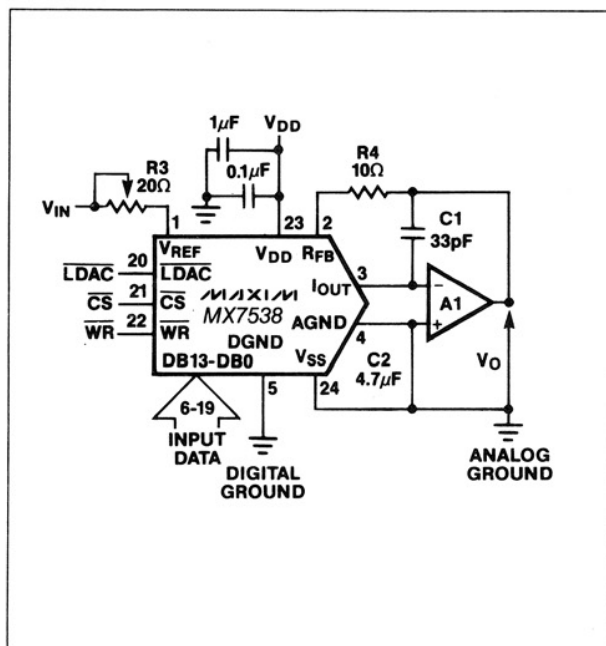 1μF
VDD
R3
20Ω
0.1μF
R4
10Ω
VIN
1
23
2
C1
33pF
VREF
VDD
RFB
LDAC
20
LDAC
IOUT
3
CS
21
CS
MAXIM
MX7538
−
A1
WR
22
WR
AGND
4
+
DGND
DB13-DB0
VSS
C2
4.7μF
VO
6-19
5
24
INPUT
DATA
DIGITAL
GROUND
ANALOG
GROUND